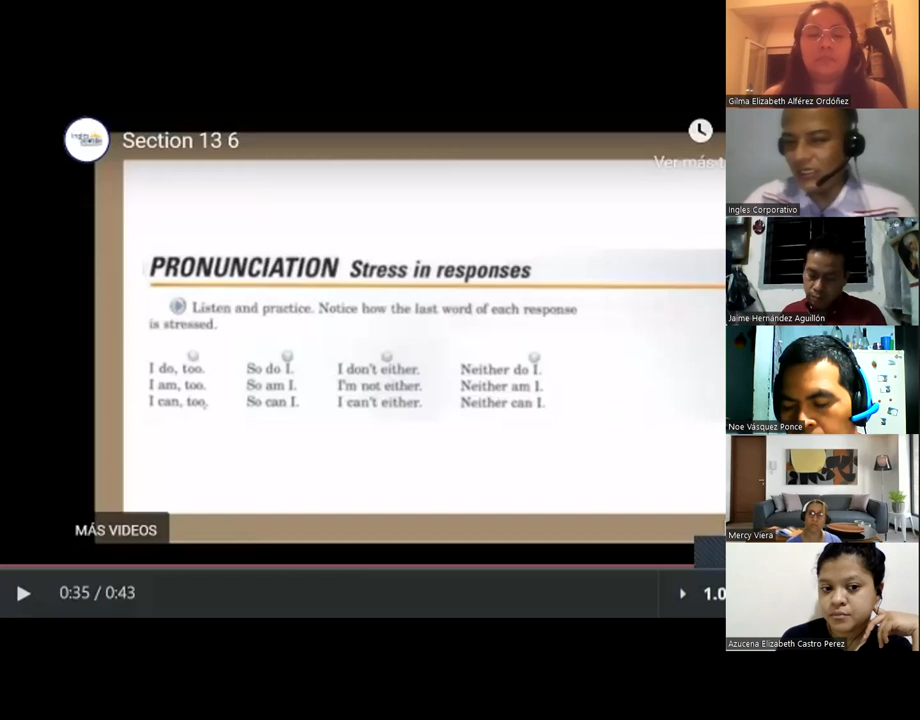 Section 13 6
Ver más t
PRONUNCIATION Stress in responses
Listen and practice. Notice how the last word of each response
is stressed.
I do, too. So do I. I don't either. Neither do I.
I am, too. So am I. I'm not either. Neither am I.
I can, too. So can I. I can't either. Neither can I.
MÁS VIDEOS
0:35 / 0:43
1.0
Gilma Elizabeth Alférez Ordóñez
Ingles Corporativo
Jaime Hernández Aguillón
Noe Vásquez Ponce
Mercy Viera
Azucena Elizabeth Castro Perez